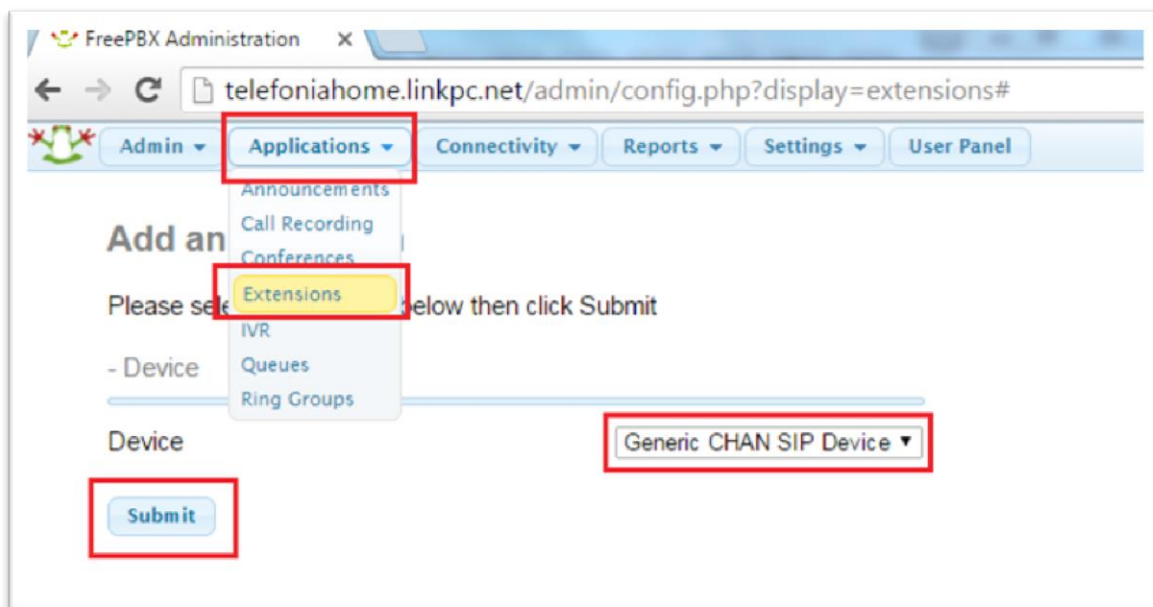 FreePBX Administration
telefoniahome.linkpc.net/admin/config.php?display=extensions#
Admin Applications Connectivity Reports Settings User Panel
Announcements
Call Recording
Add an
Conferences
Extensions
Please sele elow then click Submit
IVR
- Device
Queues
Ring Groups
Device Generic CHAN SIP Device
Submit